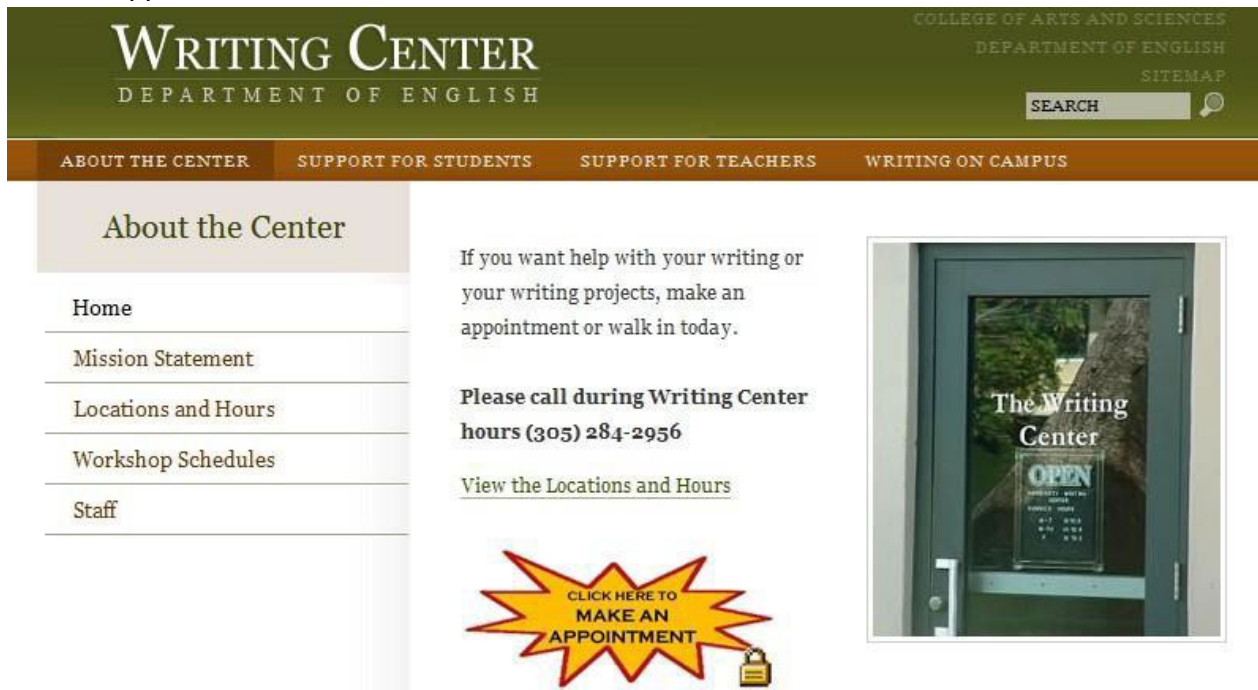 WRITING CENTER
DEPARTMENT OF ENGLISH
COLLEGE OF ARTS AND SCIENCES
DEPARTMENT OF ENGLISH
SITEMAP
SEARCH
ABOUT THE CENTER SUPPORT FOR STUDENTS SUPPORT FOR TEACHERS WRITING ON CAMPUS
About the Center
Home
Mission Statement
Locations and Hours
Workshop Schedules
Staff
If you want help with your writing or
your writing projects, make an
appointment or walk in today.
Please call during Writing Center
hours (305) 284-2956
View the Locations and Hours
CLICK HERE TO
MAKE AN
APPOINTMENT
The Writing
Center
OPEN